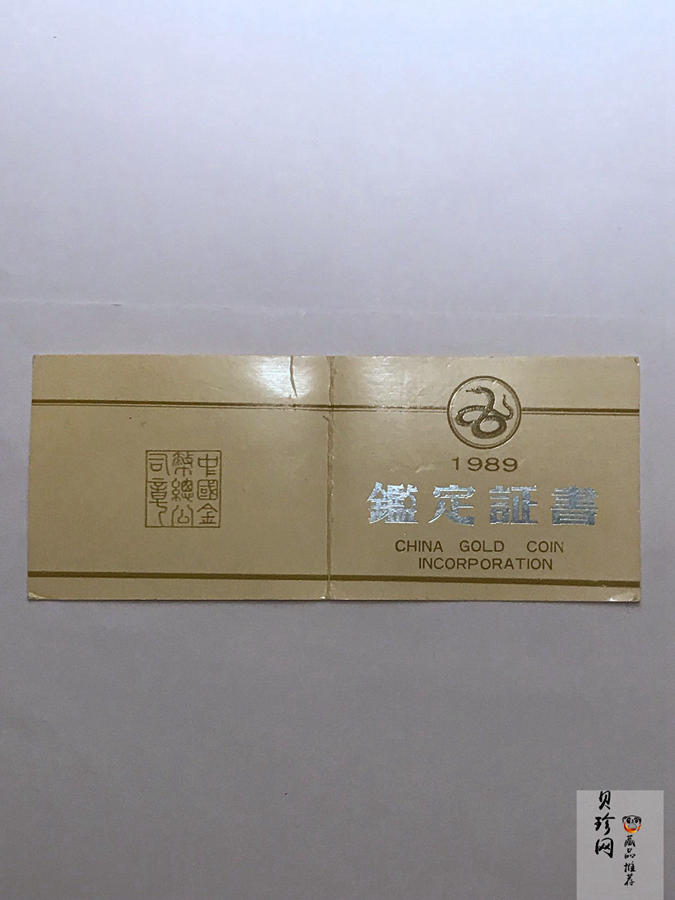 中國金
幣總公
司章
1989
鑑定証書
CHINA GOLD COIN
INCORPORATION
贝珍网
藏品推荐